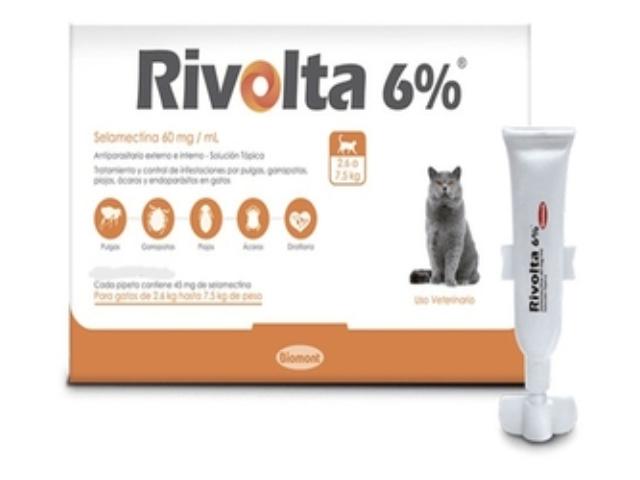 Rivolta 6%®
Selamectina 60 mg / mL
Antiparasitario externo e interno - Solución Tópica
Tratamiento y control de infestaciones por pulgas, garrapatas,
piojos, ácaros y endoparásitos en gatos
2.6 a
7.5 kg
Pulgas Garrapatas Piojos Ácaros Dirofilaria
Cada pipeta contiene 45 mg de selamectina
Para gatos de 2.6 kg hasta 7.5 kg de peso
Uso Veterinario
Biomont
Rivolta 6%
Biomont